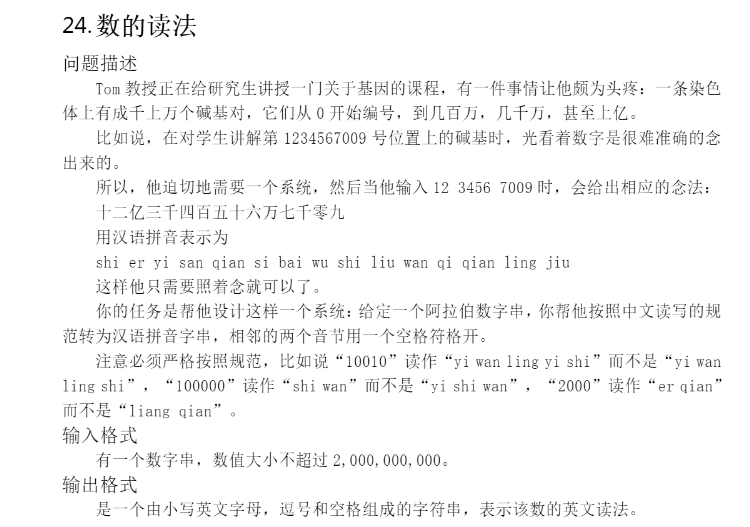 24.数的读法
问题描述
Tom 教授正在给研究生讲授一门关于基因的课程，有一件事情让他颇为头疼：一条染色
体上有成千上万个碱基对，它们从 0 开始编号，到几百万，几千万，甚至上亿。
比如说，在对学生讲解第 1234567009 号位置上的碱基时，光看着数字是很难准确的念
出来的。
所以，他迫切地需要一个系统，然后当他输入 12 3456 7009 时，会给出相应的念法：
十二亿三千四百五十六万七千零九
用汉语拼音表示为
shi er yi san qian si bai wu shi liu wan qi qian ling jiu
这样他只需要照着念就可以了。
你的任务是帮他设计这样一个系统：给定一个阿拉伯数字串，你帮他按照中文读写的规
范转为汉语拼音字串，相邻的两个音节用一个空格符格开。
注意必须严格按照规范，比如说“10010”读作“yi wan ling yi shi”而不是“yi wan
ling shi”，“100000”读作“shi wan”而不是“yi shi wan”，“2000”读作“er qian”
而不是“liang qian”。
输入格式
有一个数字串，数值大小不超过 2,000,000,000。
输出格式
是一个由小写英文字母，逗号和空格组成的字符串，表示该数的英文读法。